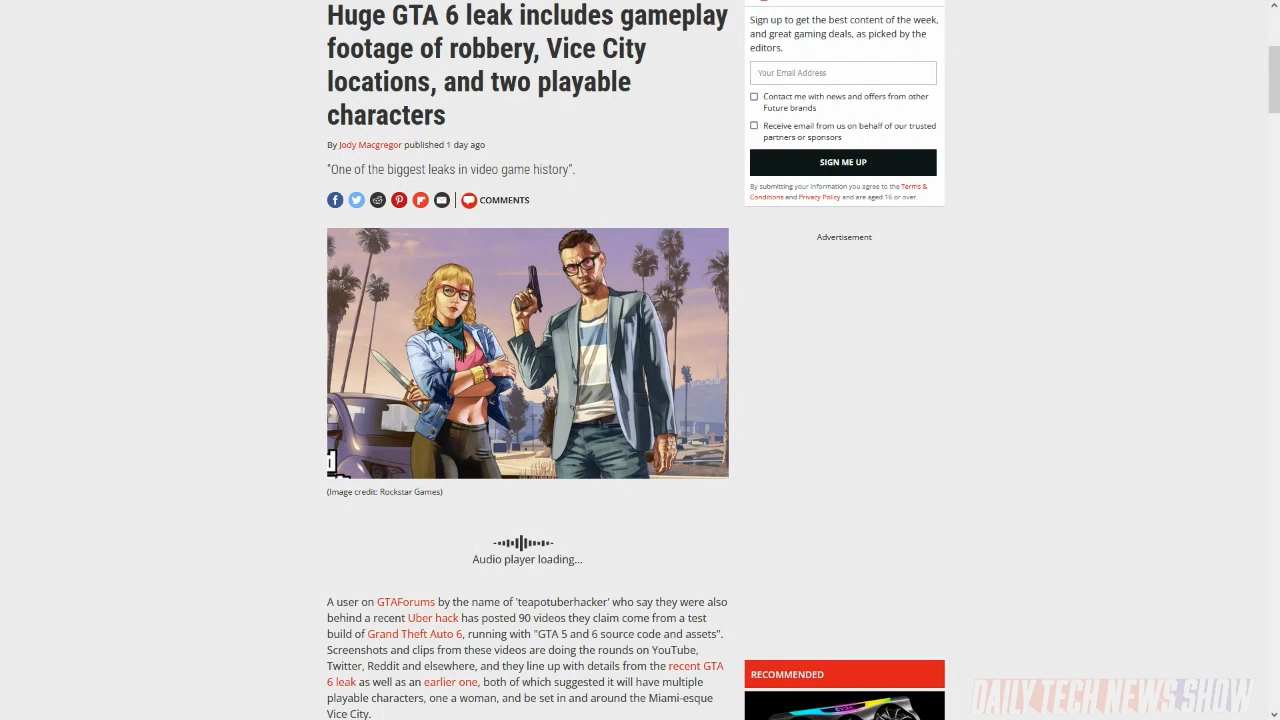 Huge GTA 6 leak includes gameplay
footage of robbery, Vice City
locations, and two playable
characters
By Jody Macgregor published 1 day ago
"One of the biggest leaks in video game history".
COMMENTS
(Image credit: Rockstar Games)
Audio player loading...
A user on GTAForums by the name of 'teapotuberhacker' who say they were also
behind a recent Uber hack has posted 90 videos they claim come from a test
build of Grand Theft Auto 6, running with "GTA 5 and 6 source code and assets".
Screenshots and clips from these videos are doing the rounds on YouTube,
Twitter, Reddit and elsewhere, and they line up with details from the recent GTA
6 leak as well as an earlier one, both of which suggested it will have multiple
playable characters, one a woman, and be set in and around the Miami-esque
Vice City.
Sign up to get the best content of the week,
and great gaming deals, as picked by the
editors.
Your Email Address
Contact me with news and offers from other
Future brands
Receive email from us on behalf of our trusted
partners or sponsors
SIGN ME UP
By submitting your information you agree to the Terms &
Conditions and Privacy Policy and are aged 16 or over.
Advertisement
RECOMMENDED
DAILY TECH NEWS SHOW